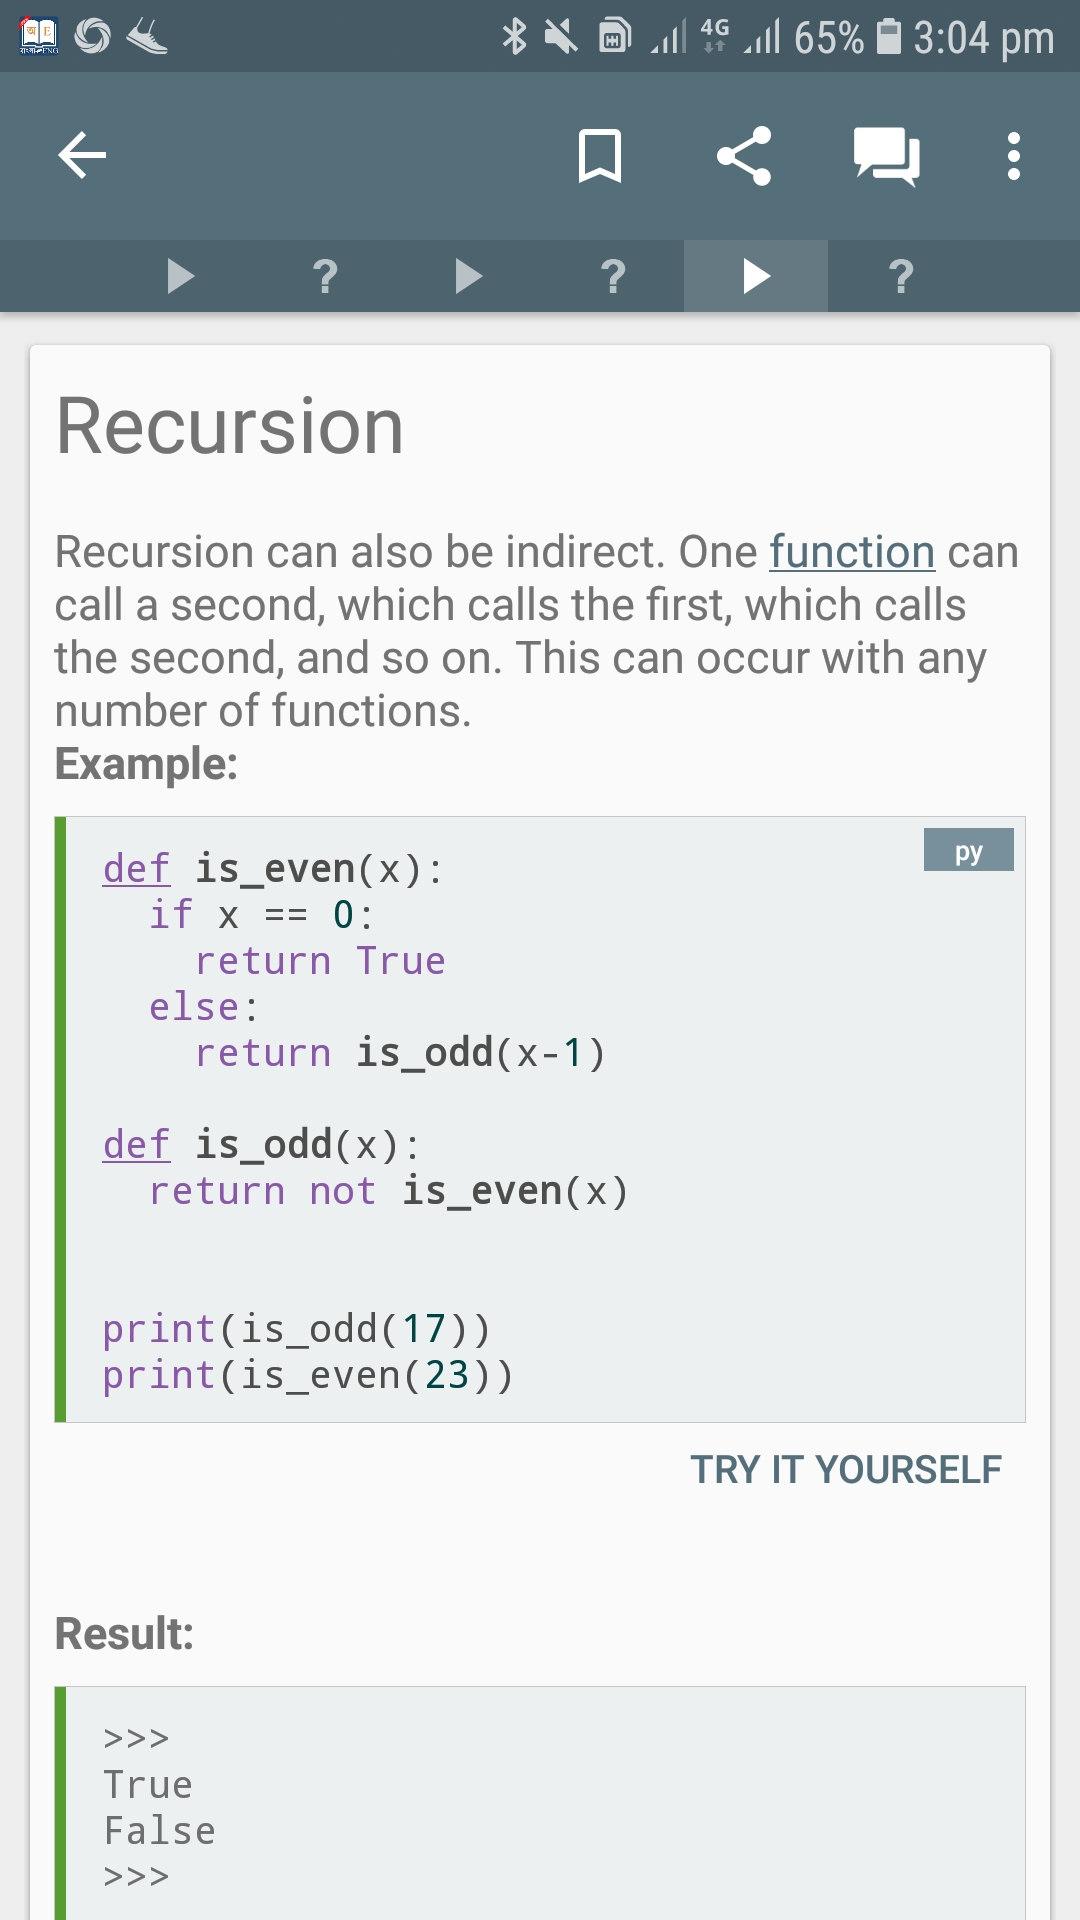 4G 65% 3:04 pm
? ? ?
Recursion
Recursion can also be indirect. One function can
call a second, which calls the first, which calls
the second, and so on. This can occur with any
number of functions.
Example:
py
def is_even(x):
  if x == 0:
    return True
  else:
    return is_odd(x-1)
def is_odd(x):
  return not is_even(x)
print(is_odd(17))
print(is_even(23))
TRY IT YOURSELF
Result:
>>>
True
False
>>>